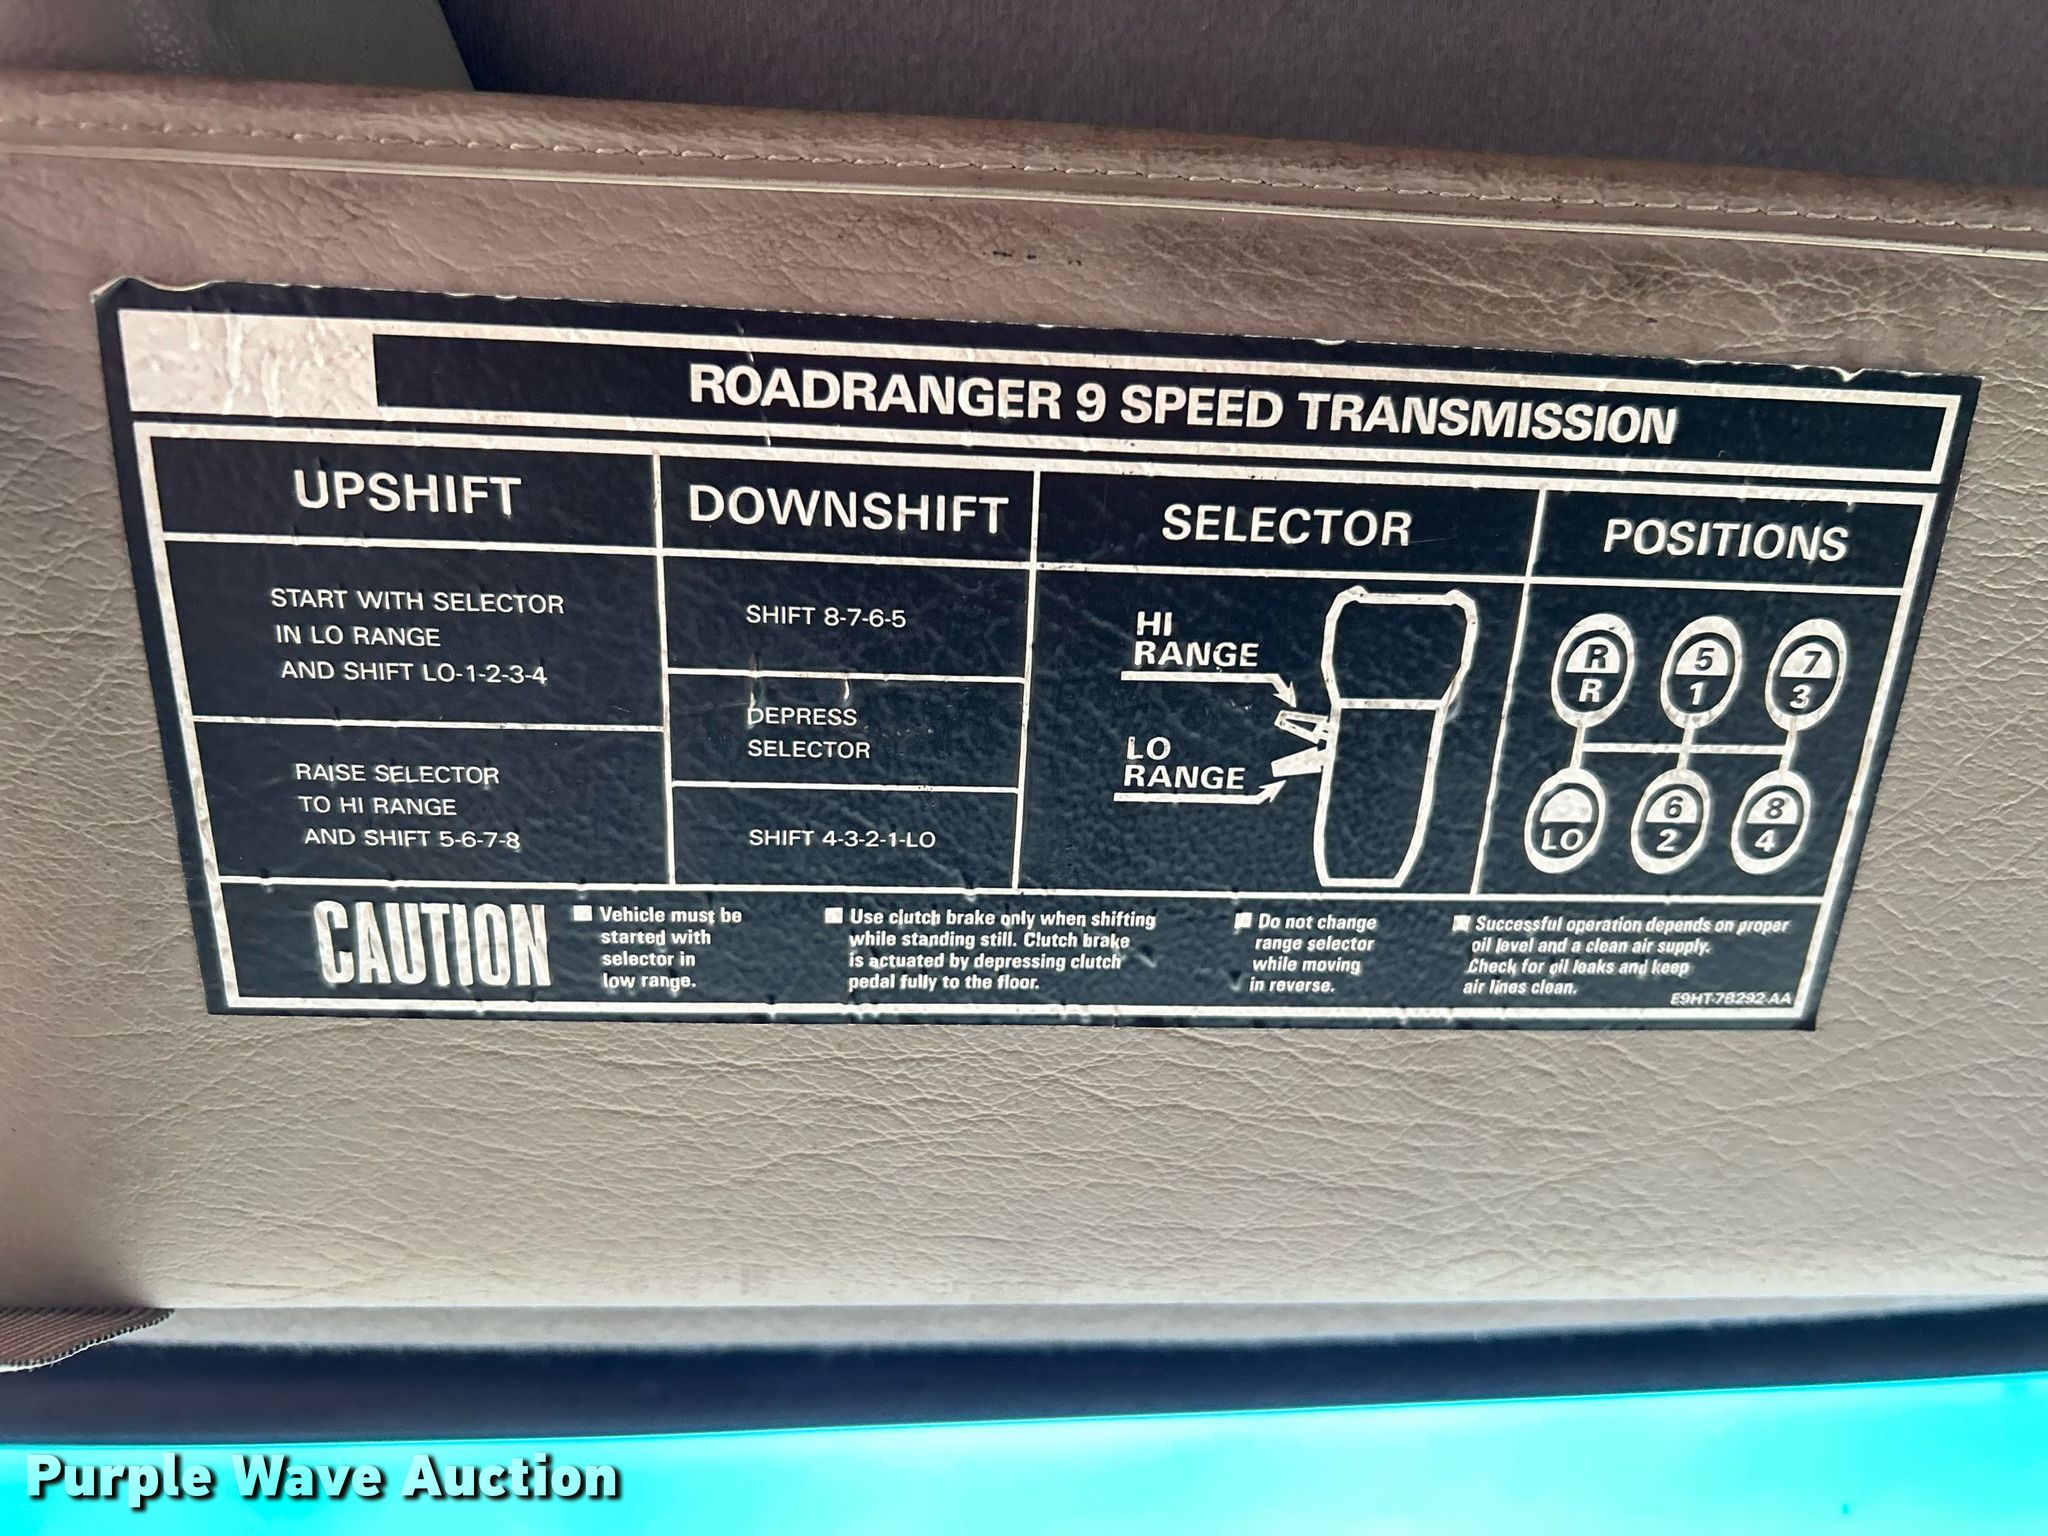 ROADRANGER 9 SPEED TRANSMISSION
UPSHIFT
START WITH SELECTOR
IN LO RANGE
AND SHIFT LO-1-2-3-4
RAISE SELECTOR
TO HI RANGE
AND SHIFT 5-6-7-8
DOWNSHIFT
SHIFT 8-7-6-5
DEPRESS
SELECTOR
SHIFT 4-3-2-1-LO
SELECTOR
HI
RANGE
LO
RANGE
POSITIONS
R 5 7
R 1 3
6 8
LO 2 4
CAUTION
Vehicle must be
started with
selector in
low range.
Use clutch brake only when shifting
while standing still. Clutch brake
is actuated by depressing clutch
pedal fully to the floor.
Do not change
range selector
while moving
in reverse.
Successful operation depends on proper
oil level and a clean air supply.
Check for oil leaks and keep
air lines clean.
E9HT-7B292-AA
Purple Wave Auction